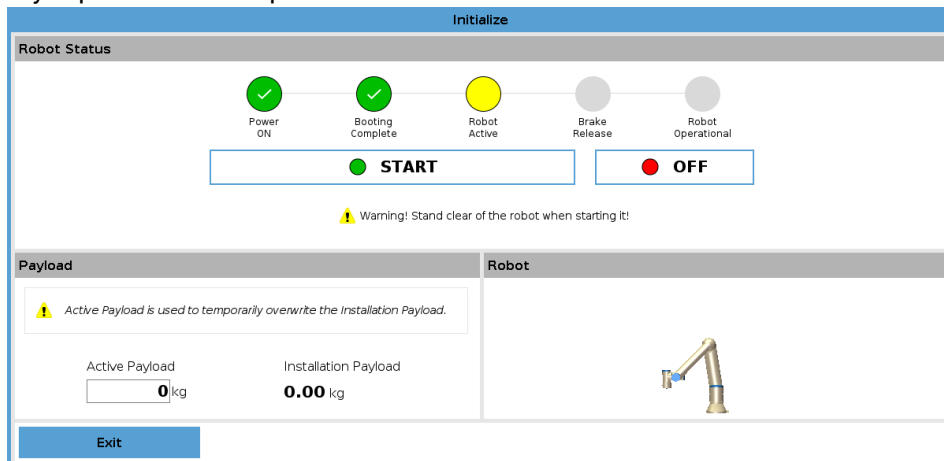 Initialize
Robot Status
Power
ON
Booting
Complete
Robot
Active
Brake
Release
Robot
Operational
START
OFF
Warning! Stand clear of the robot when starting it!
Payload
Active Payload is used to temporarily overwrite the Installation Payload.
Active Payload
Installation Payload
0 kg
0.00 kg
Robot
Exit